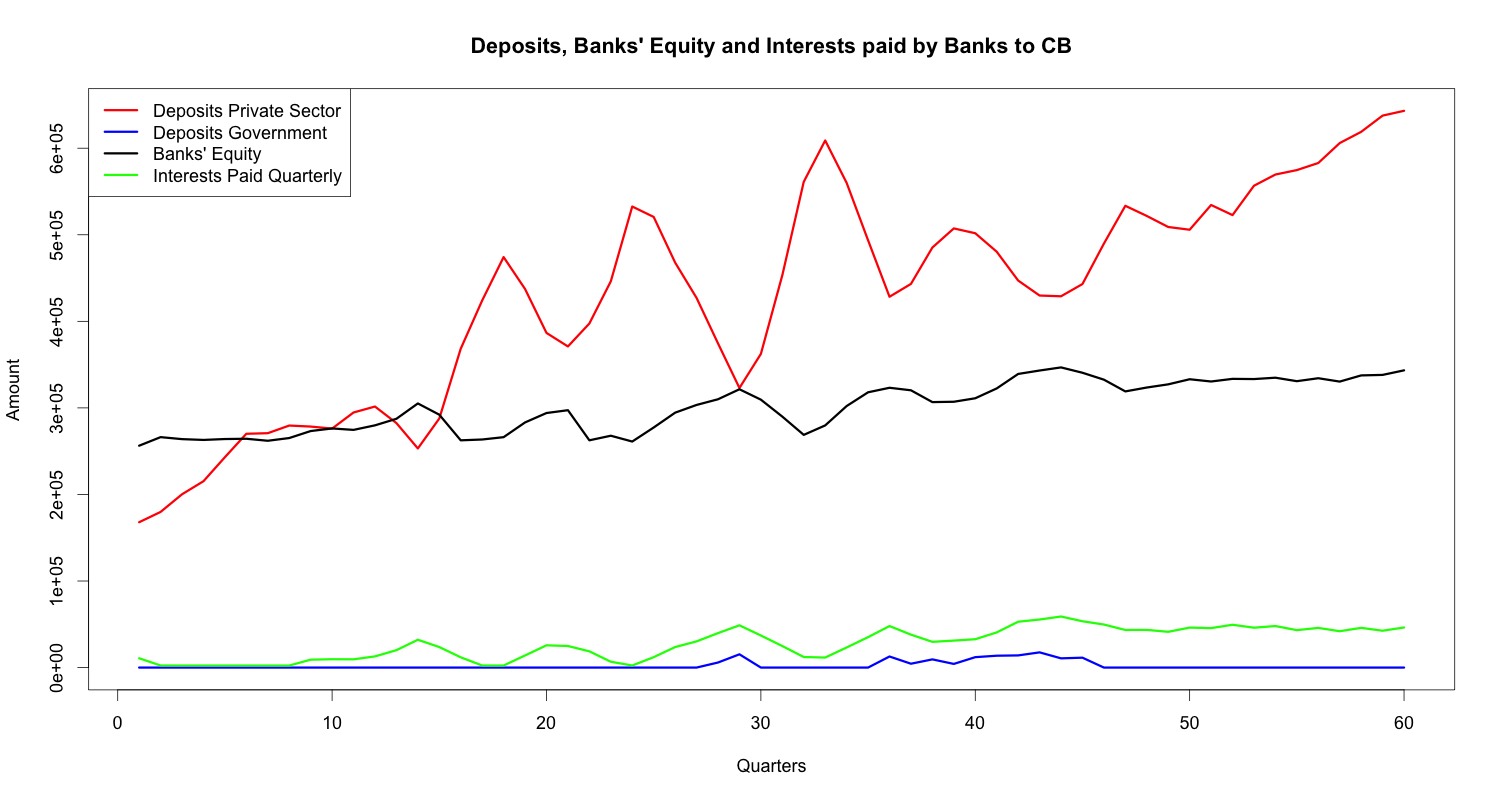 Deposits, Banks' Equity and Interests paid by Banks to CB
Deposits Private Sector
Deposits Government
Banks' Equity
Interests Paid Quarterly
6e+05
5e+05
4e+05
3e+05
2e+05
1e+05
0e+00
Amount
0 10 20 30 40 50 60
Quarters